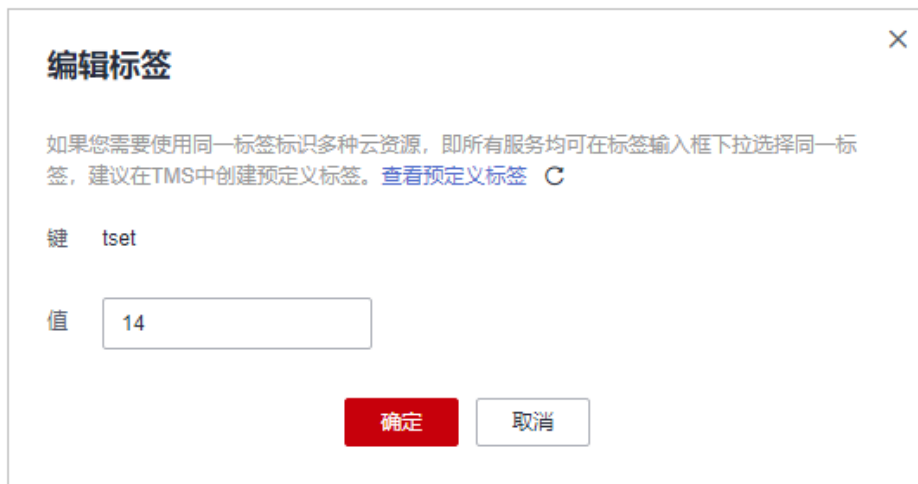 编辑标签
如果您需要使用同一标签标识多种云资源，即所有服务均可在标签输入框下拉选择同一标
签，建议在TMS中创建预定义标签。查看预定义标签
键 tset
值 14
确定 取消